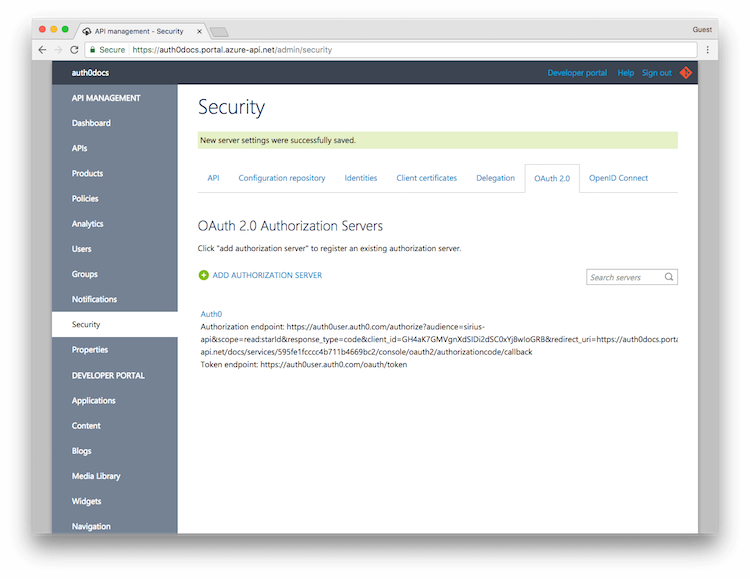 API management - Security
Guest
Secure https://auth0docs.portal.azure-api.net/admin/security
auth0docs
Developer portal Help Sign out
API MANAGEMENT
Dashboard
APIs
Products
Policies
Analytics
Users
Groups
Notifications
Security
Properties
DEVELOPER PORTAL
Applications
Content
Blogs
Media Library
Widgets
Navigation
Security
New server settings were successfully saved.
API Configuration repository Identities Client certificates Delegation OAuth 2.0 OpenID Connect
OAuth 2.0 Authorization Servers
Click "add authorization server" to register an existing authorization server.
ADD AUTHORIZATION SERVER
Search servers
Auth0
Authorization endpoint: https://auth0user.auth0.com/authorize?audience=sirius-
api&scope=read:starId&response_type=code&client_id=GH4aK7GMVgnXdSIDi2dSC0xYj8wIoGRB&redirect_uri=https://auth0docs.porta
api.net/docs/services/595fe1fcccc4b711b4669bc2/console/oauth2/authorizationcode/callback
Token endpoint: https://auth0user.auth0.com/oauth/token